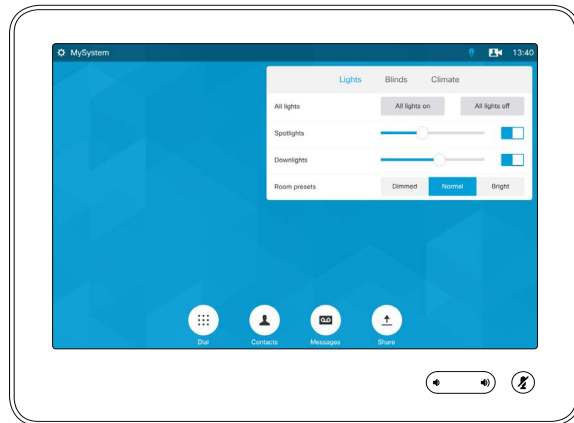 MySystem 13:40
Lights Blinds Climate
All lights All lights on All lights off
Spotlights
Downlights
Room presets Dimmed Normal Bright
Dial Contacts Messages Share